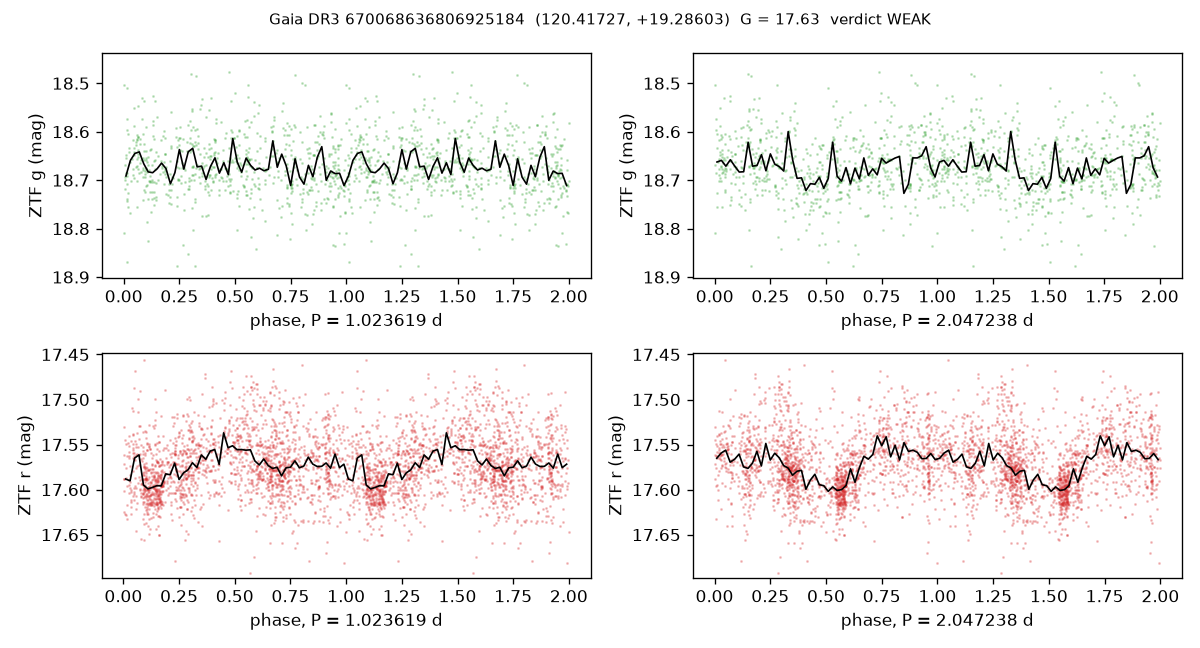 Gaia DR3 670068636806925184 (120.41727, +19.28603) G = 17.63 verdict WEAK
ZTF g (mag)
18.5
18.6
18.7
18.8
18.9
0.00 0.25 0.50 0.75 1.00 1.25 1.50 1.75 2.00
phase, P = 1.023619 d
ZTF g (mag)
18.5
18.6
18.7
18.8
18.9
0.00 0.25 0.50 0.75 1.00 1.25 1.50 1.75 2.00
phase, P = 2.047238 d
ZTF r (mag)
17.45
17.50
17.55
17.60
17.65
0.00 0.25 0.50 0.75 1.00 1.25 1.50 1.75 2.00
phase, P = 1.023619 d
ZTF r (mag)
17.45
17.50
17.55
17.60
17.65
0.00 0.25 0.50 0.75 1.00 1.25 1.50 1.75 2.00
phase, P = 2.047238 d